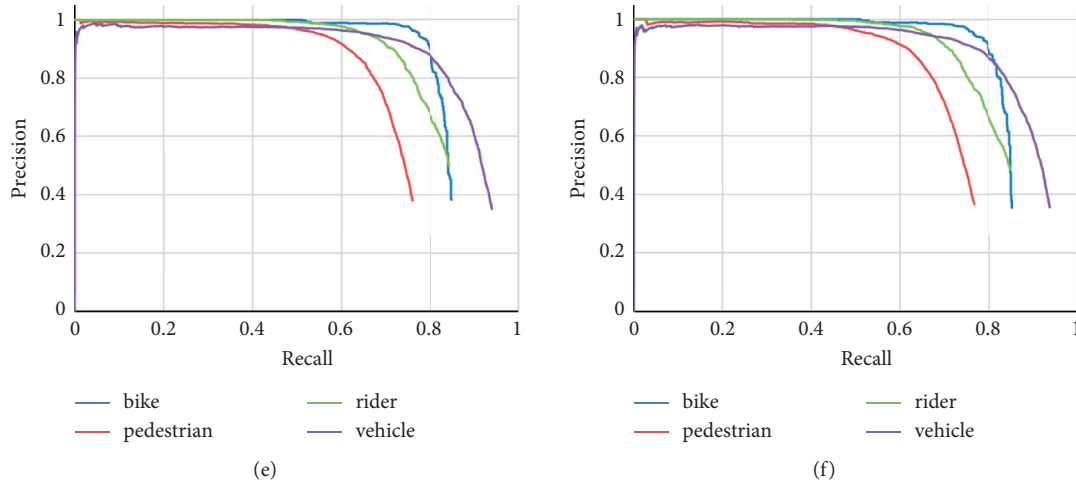 1
0.8
0.6
0.4
0.2
0
Precision
0 0.2 0.4 0.6 0.8 1
Recall
bike rider
pedestrian vehicle
(e)
1
0.8
0.6
0.4
0.2
0
Precision
0 0.2 0.4 0.6 0.8 1
Recall
bike rider
pedestrian vehicle
(f)